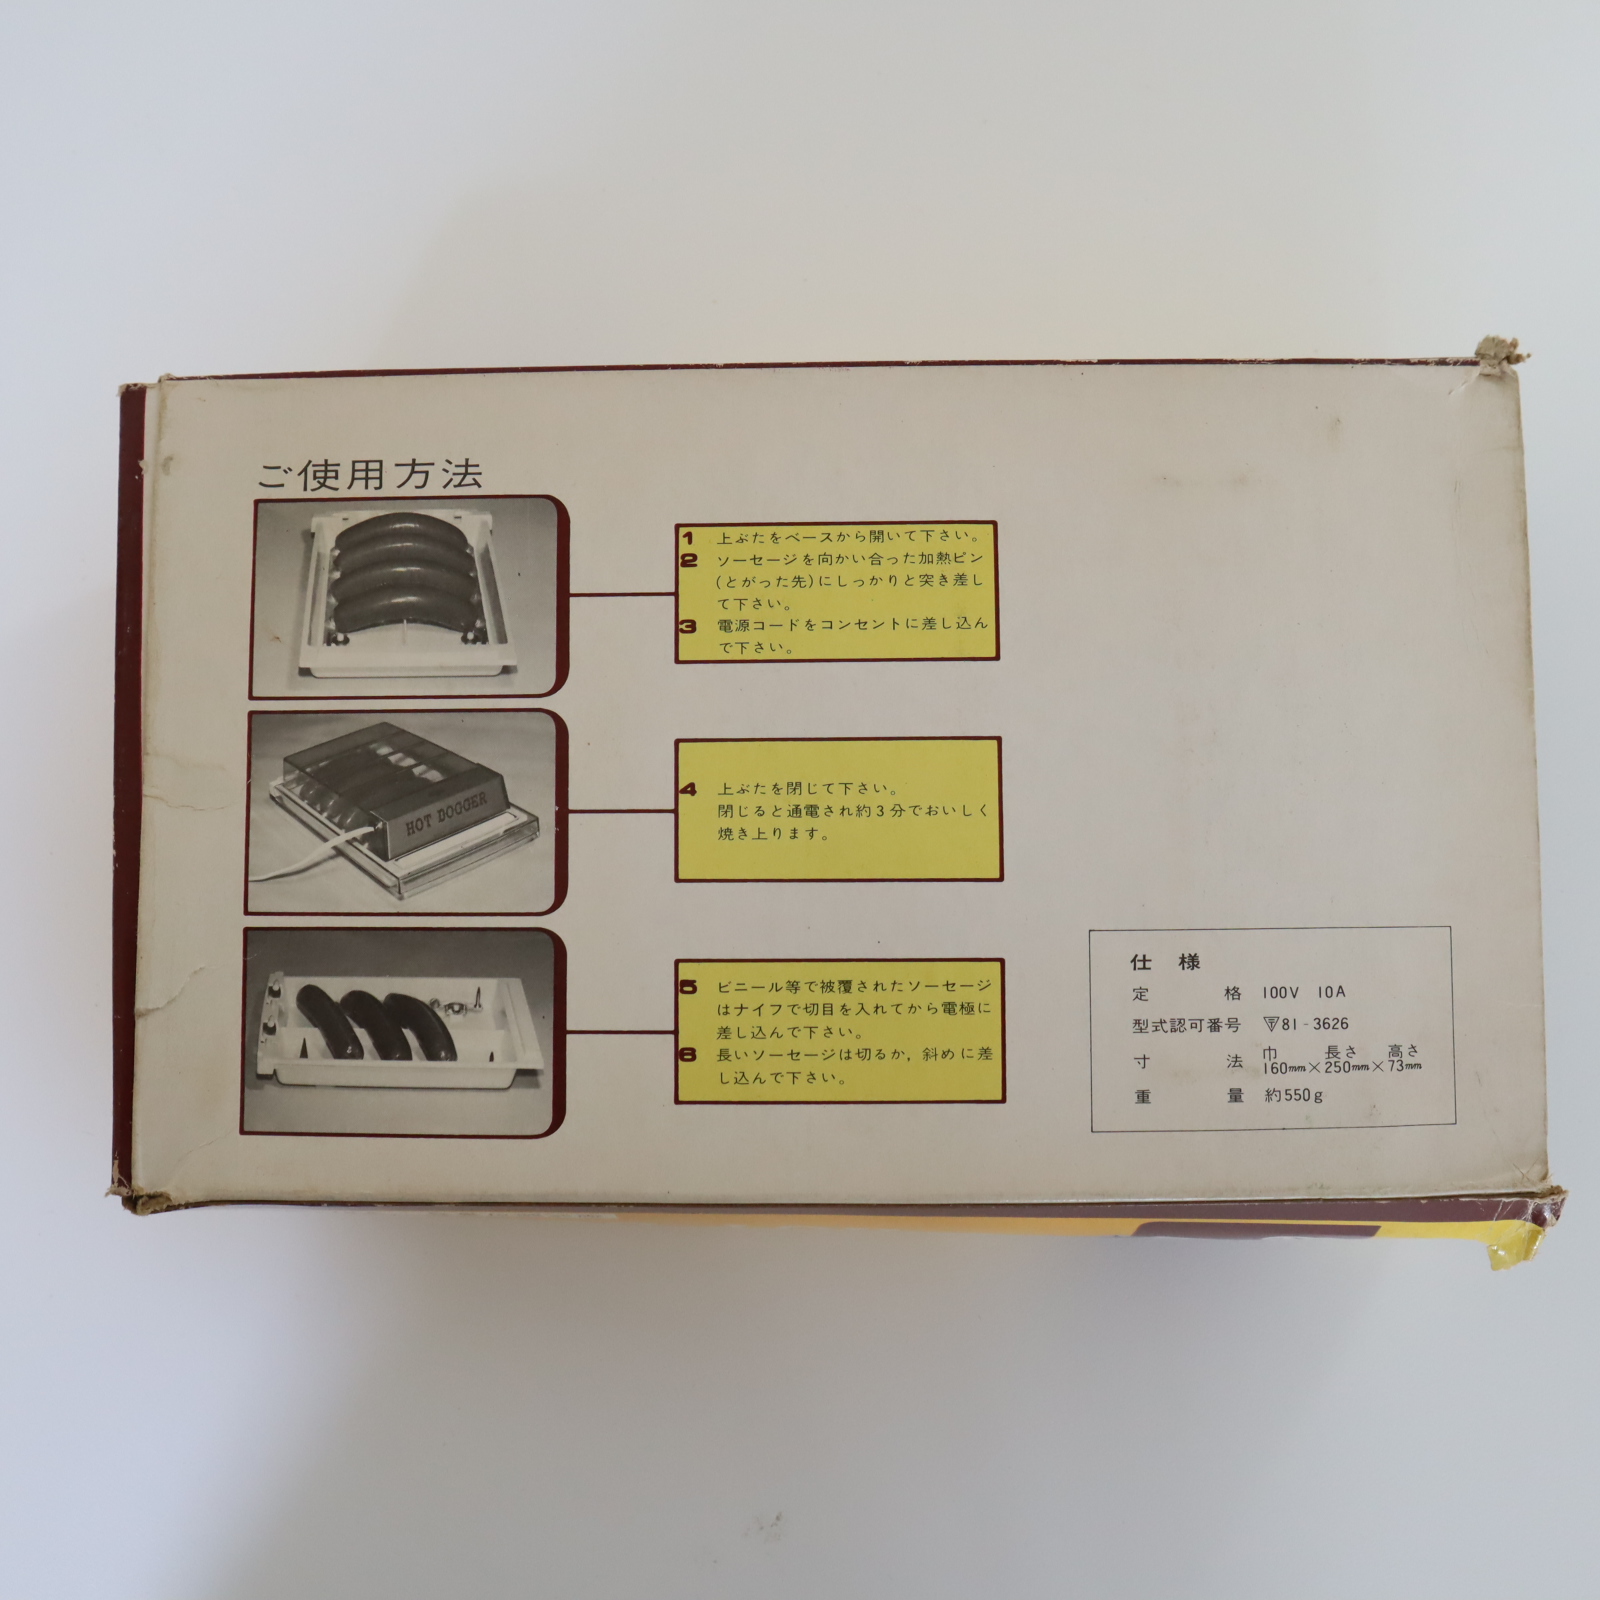 ご使用方法
1 上ぶたをベースから開いて下さい。
2 ソーセージを向かい合った加熱ピン
(とがった先)にしっかりと突き差し
て下さい。
3 電源コードをコンセントに差し込ん
で下さい。
HOT DOGGER
4 上ぶたを閉じて下さい。
閉じると通電され約3分でおいしく
焼き上ります。
5 ビニール等で被覆されたソーセージ
はナイフで切目を入れてから電極に
差し込んで下さい。
6 長いソーセージは切るか,斜めに差
し込んで下さい。
仕様
定格 100V 10A
型式認可番号 81-3626
巾 長さ 高さ
寸法 160mm×250mm×73mm
重量 約550g